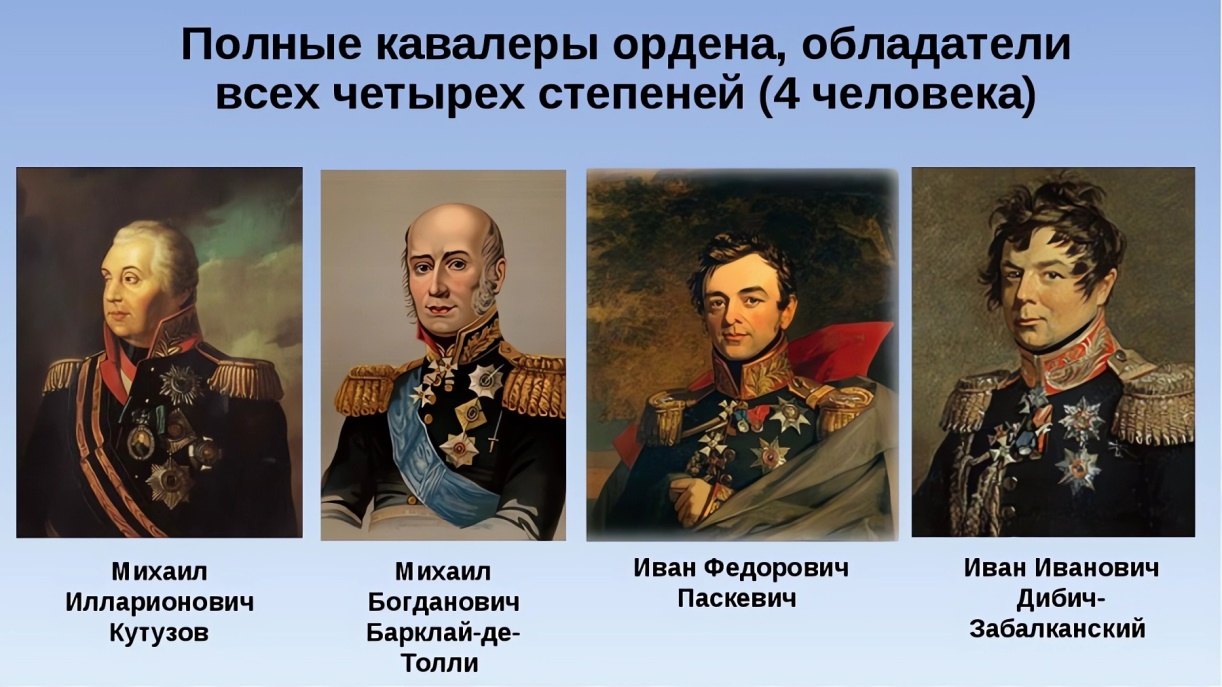 Полные кавалеры ордена, обладатели
всех четырех степеней (4 человека)
Михаил
Илларионович
Кутузов
Михаил
Богданович
Барклай-де-
Толли
Иван Федорович
Паскевич
Иван Иванович
Дибич-
Забалканский